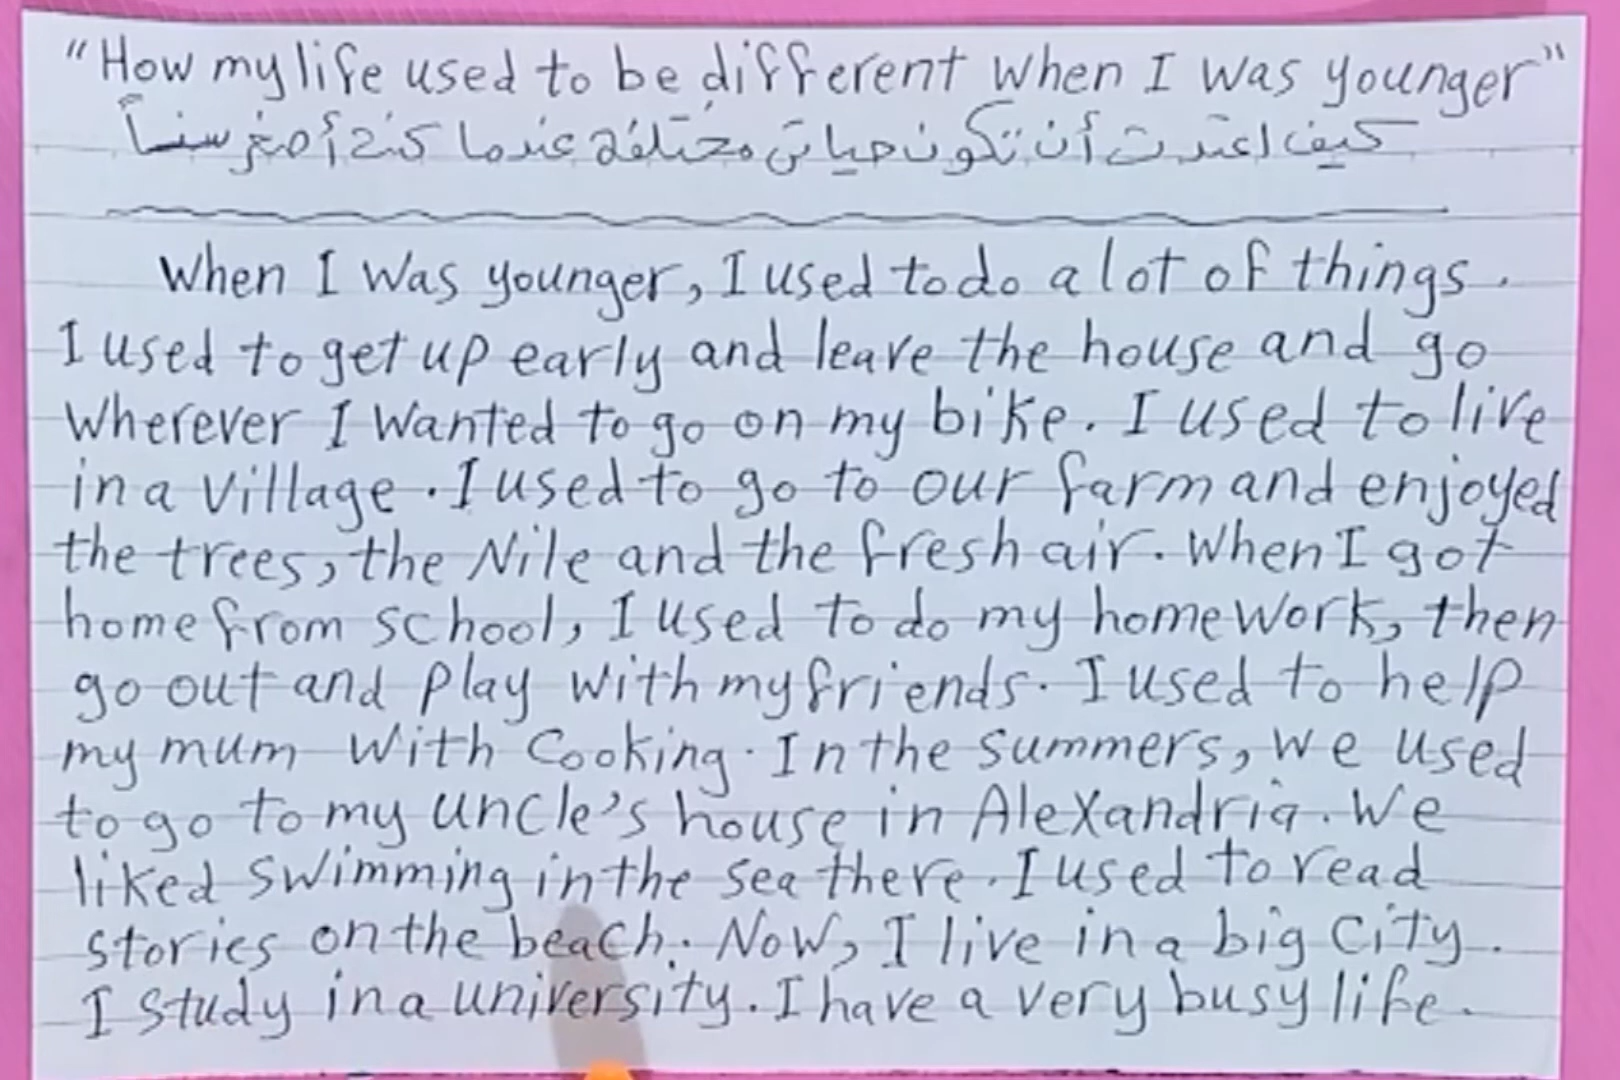 "How my life used to be different when I was younger"
كيف اعتدت أن تكون حياتى مختلفة عندما كنت أصغر سناً
When I was younger, I used to do a lot of things.
I used to get up early and leave the house and go
wherever I wanted to go on my bike. I used to live
in a village. I used to go to our farm and enjoyed
the trees, the Nile and the fresh air. When I got
home from school, I used to do my homework, then
go out and play with my friends. I used to help
my mum with cooking. In the summers, we used
to go to my uncle's house in Alexandria. We
liked swimming in the sea there. I used to read
stories on the beach. Now, I live in a big city.
I study in a university. I have a very busy life.